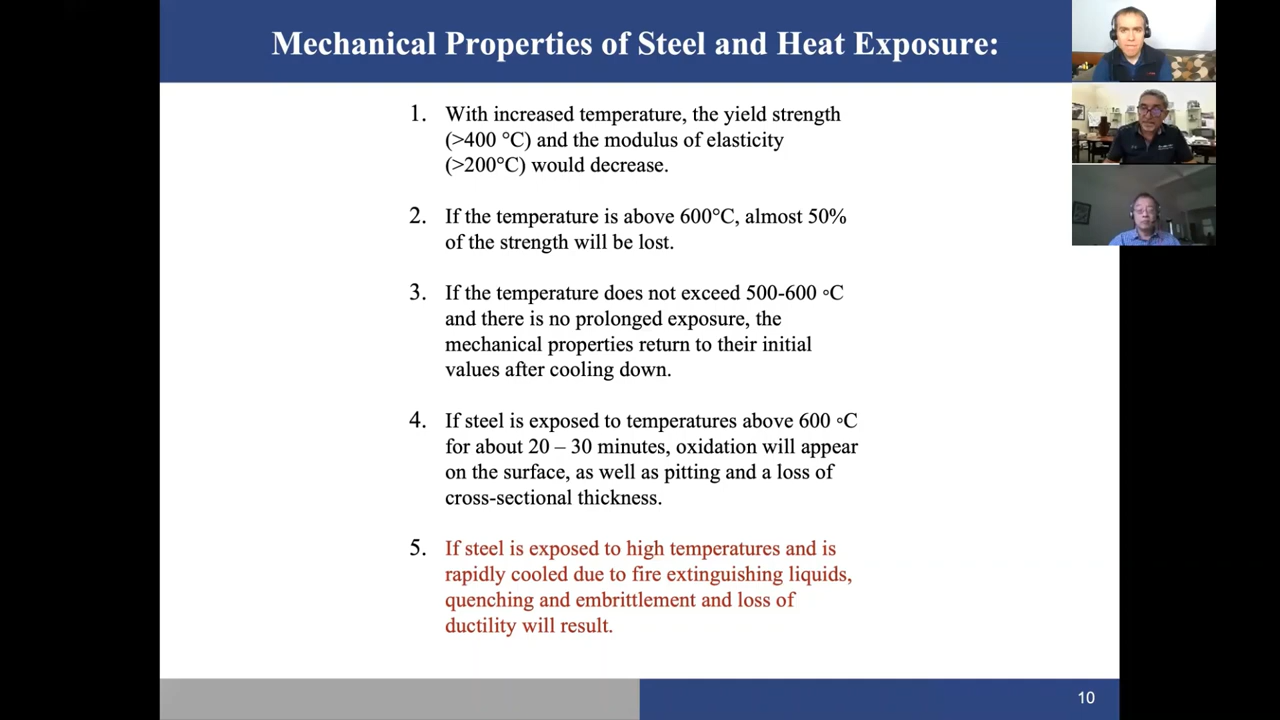 Mechanical Properties of Steel and Heat Exposure:
1. With increased temperature, the yield strength
(>400 °C) and the modulus of elasticity
(>200°C) would decrease.
2. If the temperature is above 600°C, almost 50%
of the strength will be lost.
3. If the temperature does not exceed 500-600 ◦C
and there is no prolonged exposure, the
mechanical properties return to their initial
values after cooling down.
4. If steel is exposed to temperatures above 600 ◦C
for about 20 – 30 minutes, oxidation will appear
on the surface, as well as pitting and a loss of
cross-sectional thickness.
5. If steel is exposed to high temperatures and is
rapidly cooled due to fire extinguishing liquids,
quenching and embrittlement and loss of
ductility will result.
10